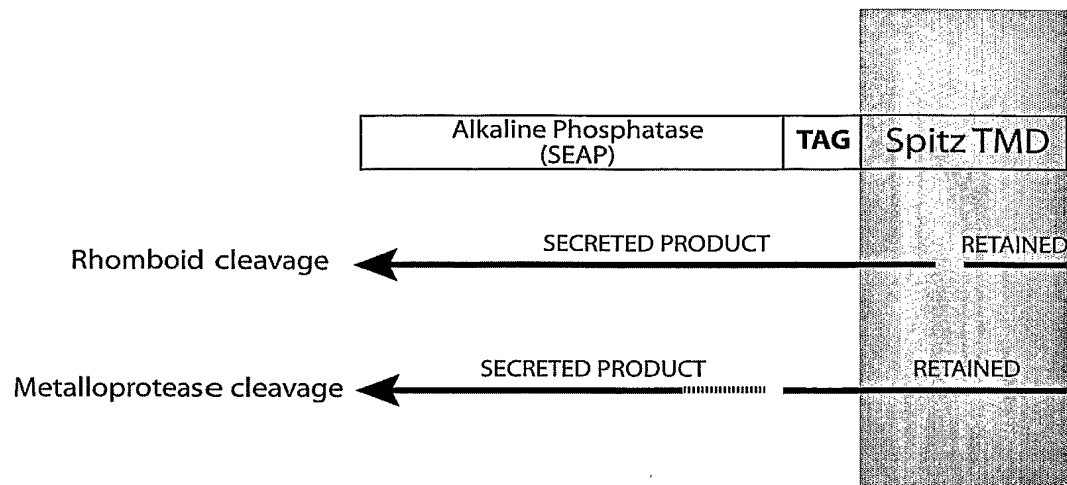 Alkaline Phosphatase
(SEAP)
TAG
Spitz TMD
SECRETED PRODUCT
RETAINED
Rhomboid cleavage
SECRETED PRODUCT
RETAINED
Metalloprotease cleavage